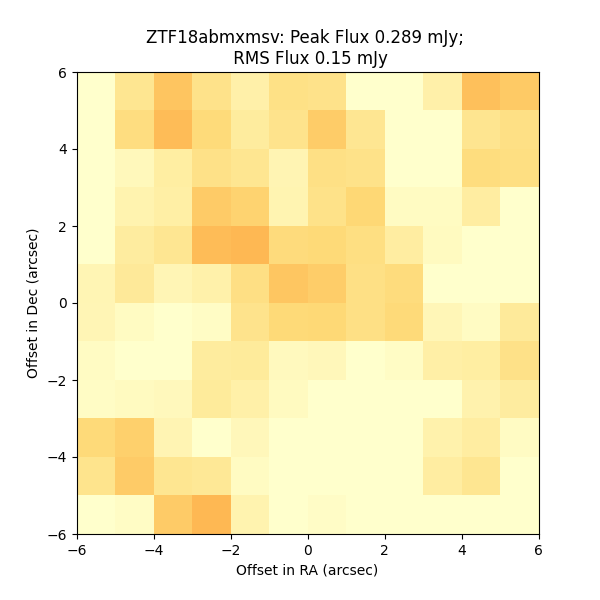 ZTF18abmxmsv: Peak Flux 0.289 mJy;
RMS Flux 0.15 mJy
6
4
2
0
−2
−4
−6
Offset in Dec (arcsec)
−6 −4 −2 0 2 4 6
Offset in RA (arcsec)